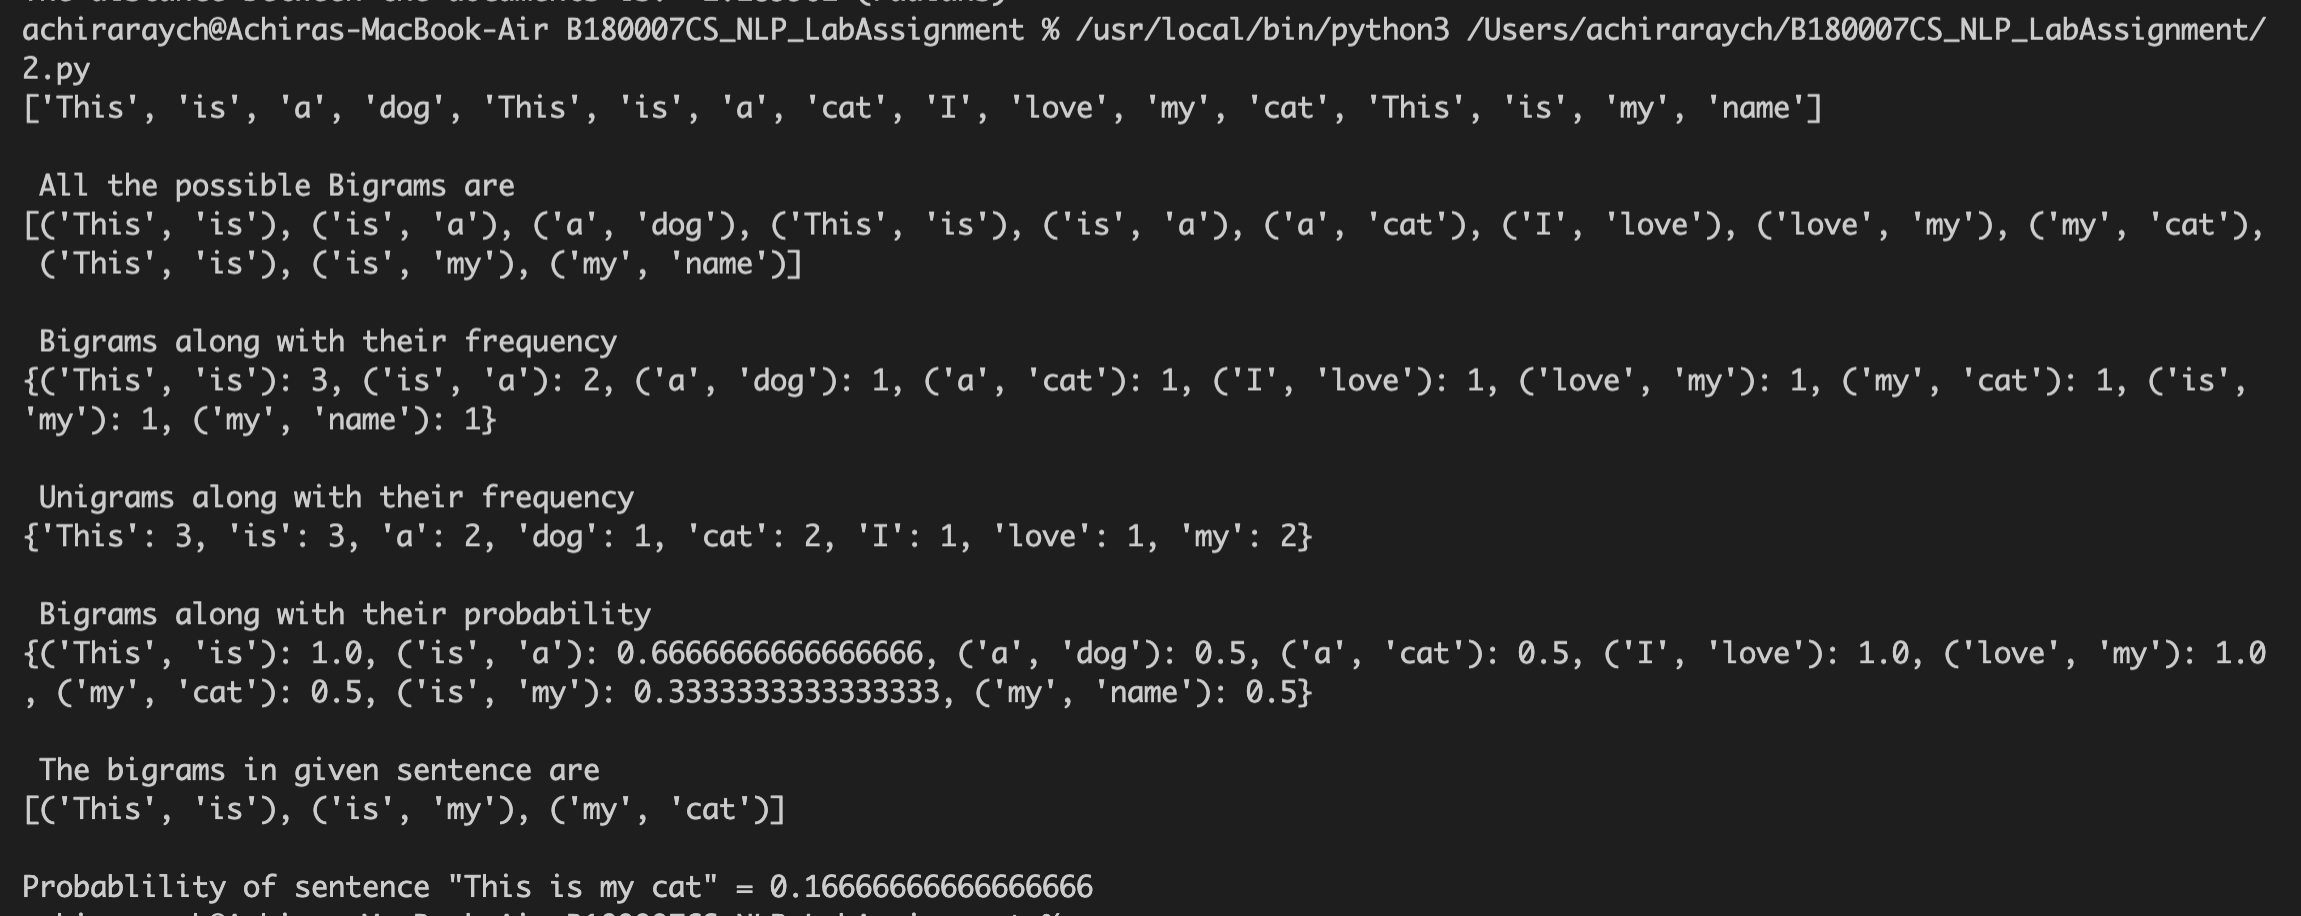 achiraraych@Achiras-MacBook-Air B180007CS_NLP_LabAssignment % /usr/local/bin/python3 /Users/achiraraych/B180007CS_NLP_LabAssignment/
2.py
['This', 'is', 'a', 'dog', 'This', 'is', 'a', 'cat', 'I', 'love', 'my', 'cat', 'This', 'is', 'my', 'name']
All the possible Bigrams are
[('This', 'is'), ('is', 'a'), ('a', 'dog'), ('This', 'is'), ('is', 'a'), ('a', 'cat'), ('I', 'love'), ('love', 'my'), ('my', 'cat'),
('This', 'is'), ('is', 'my'), ('my', 'name')]
Bigrams along with their frequency
{('This', 'is'): 3, ('is', 'a'): 2, ('a', 'dog'): 1, ('a', 'cat'): 1, ('I', 'love'): 1, ('love', 'my'): 1, ('my', 'cat'): 1, ('is',
'my'): 1, ('my', 'name'): 1}
Unigrams along with their frequency
{'This': 3, 'is': 3, 'a': 2, 'dog': 1, 'cat': 2, 'I': 1, 'love': 1, 'my': 2}
Bigrams along with their probability
{('This', 'is'): 1.0, ('is', 'a'): 0.6666666666666666, ('a', 'dog'): 0.5, ('a', 'cat'): 0.5, ('I', 'love'): 1.0, ('love', 'my'): 1.0
, ('my', 'cat'): 0.5, ('is', 'my'): 0.3333333333333333, ('my', 'name'): 0.5}
The bigrams in given sentence are
[('This', 'is'), ('is', 'my'), ('my', 'cat')]
Probablility of sentence "This is my cat" = 0.16666666666666666